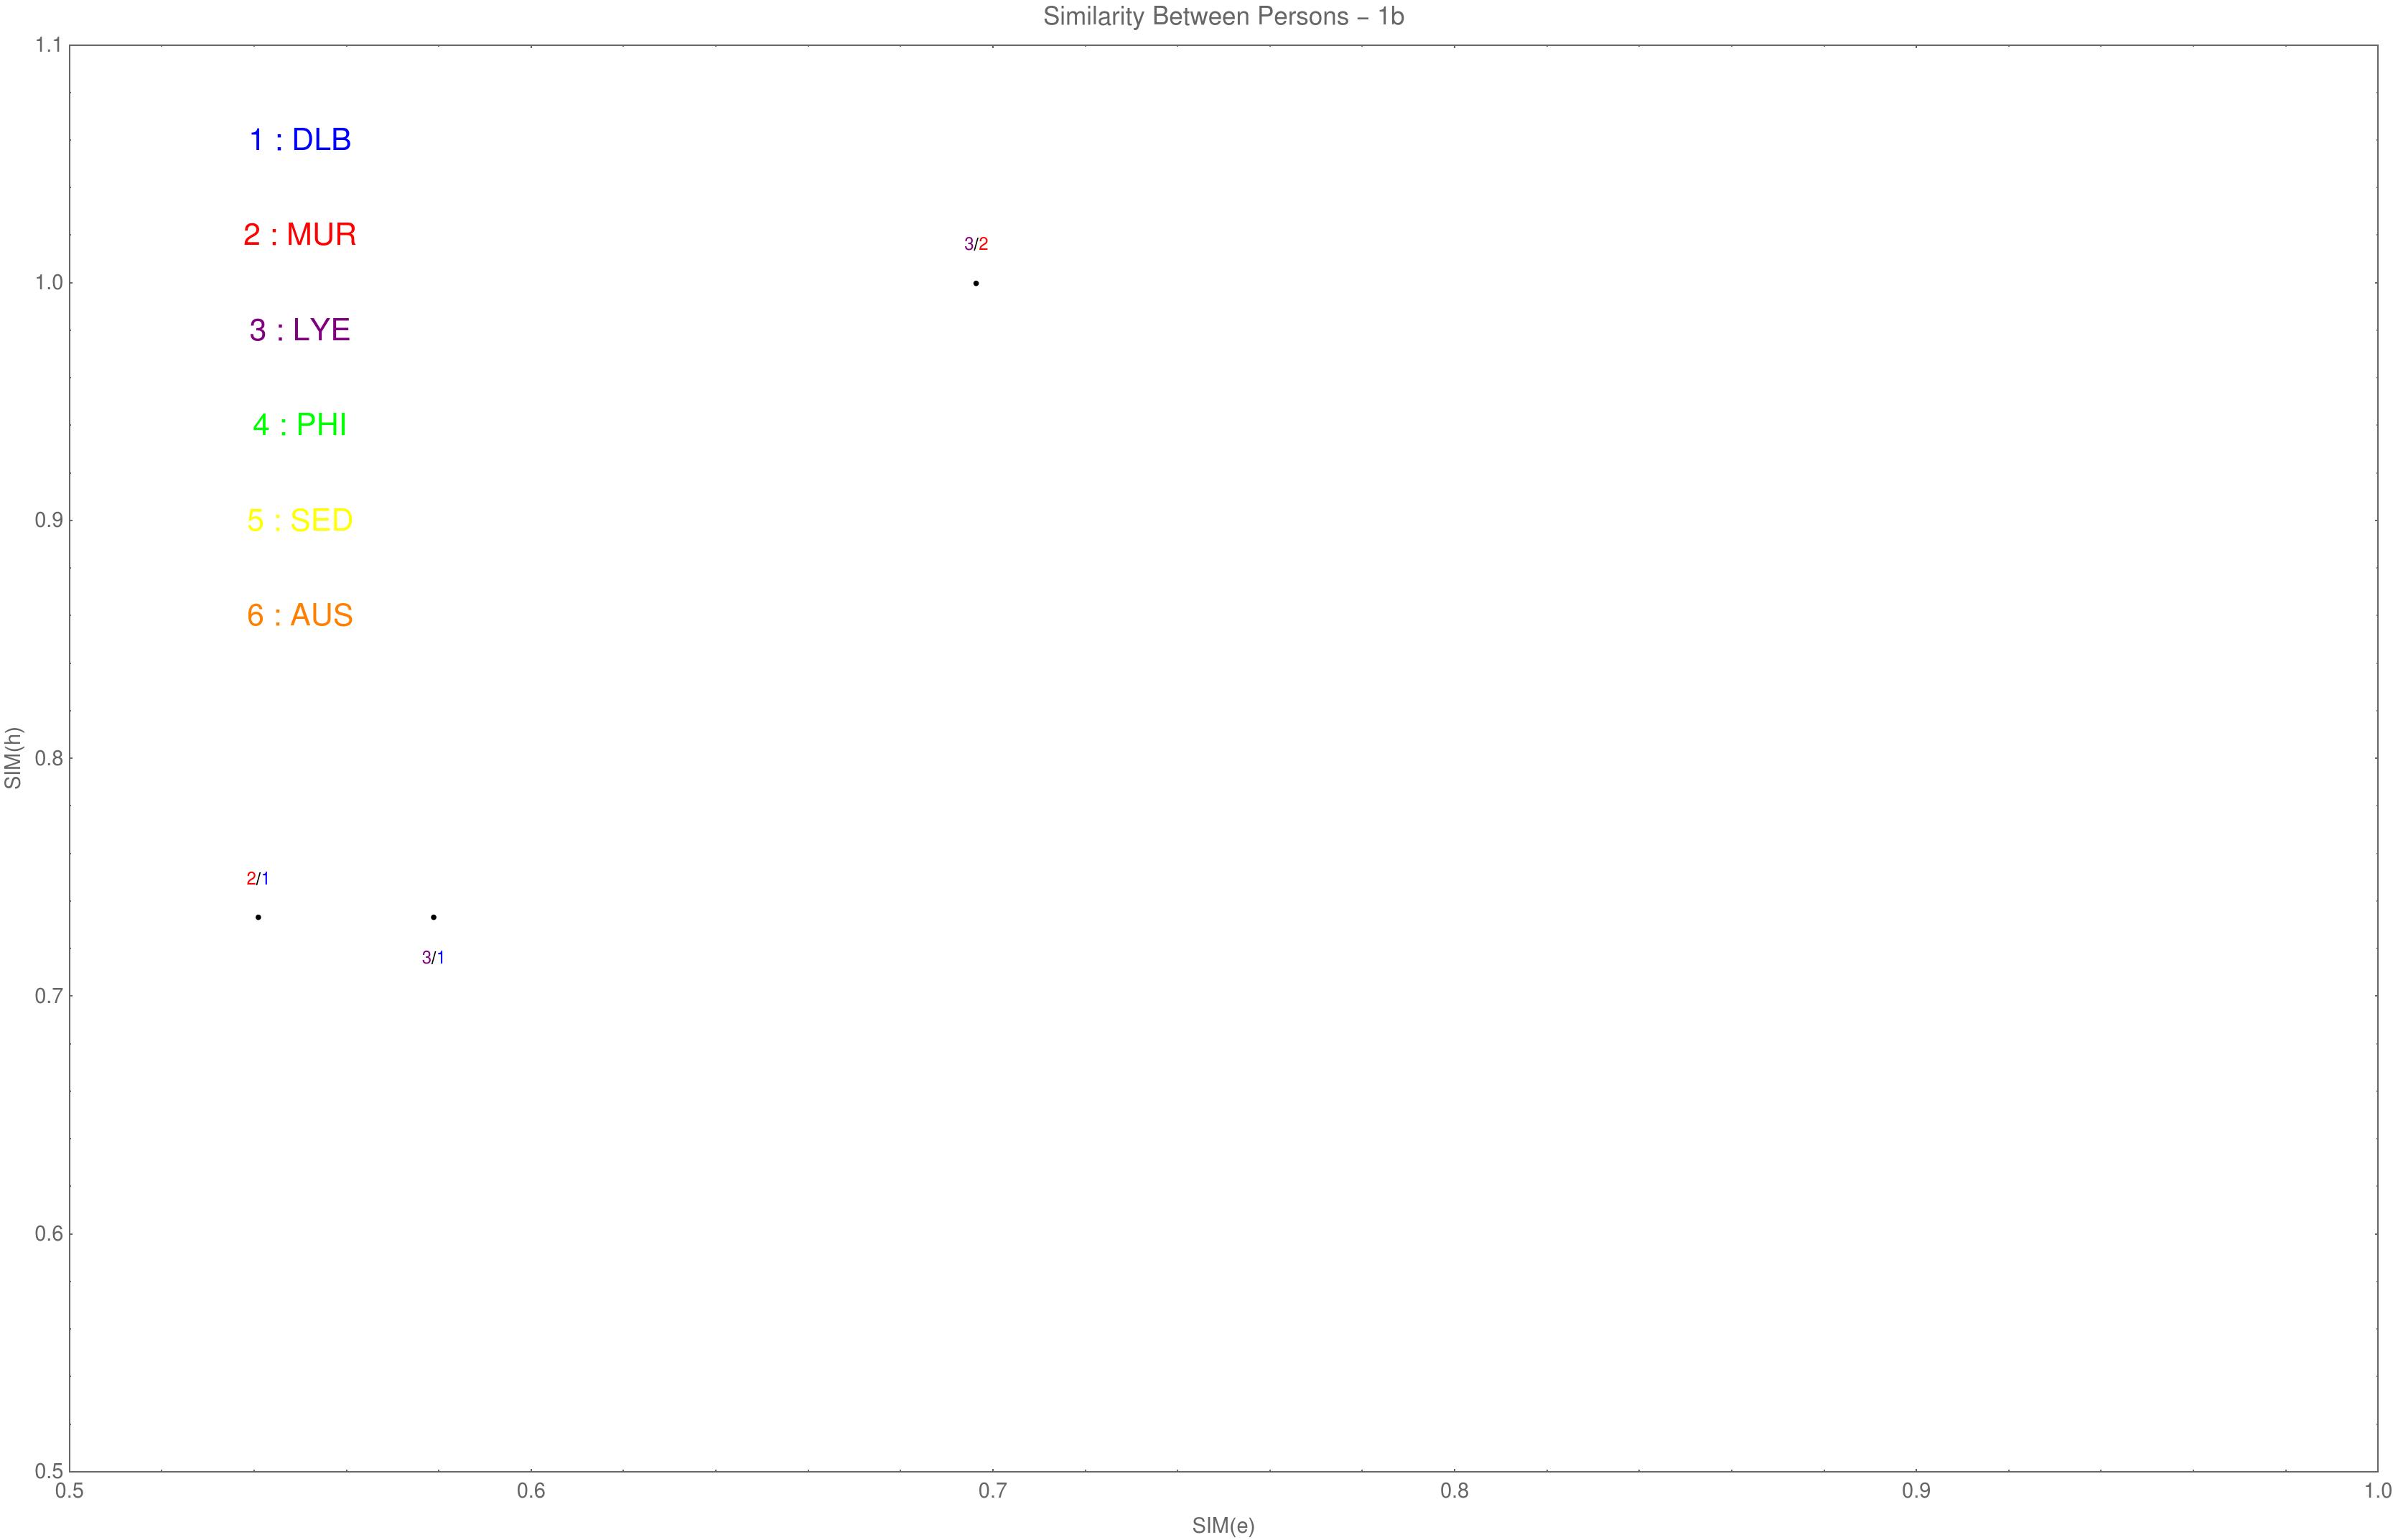 Similarity Between Persons – 1b
1.1
1 : DLB
2 : MUR
3/2
1.0
3 : LYE
4 : PHI
0.9
5 : SED
6 : AUS
SIM(h)
0.8
2/1
3/1
0.7
0.6
0.5
0.5 0.6 0.7 0.8 0.9 1.0
SIM(e)